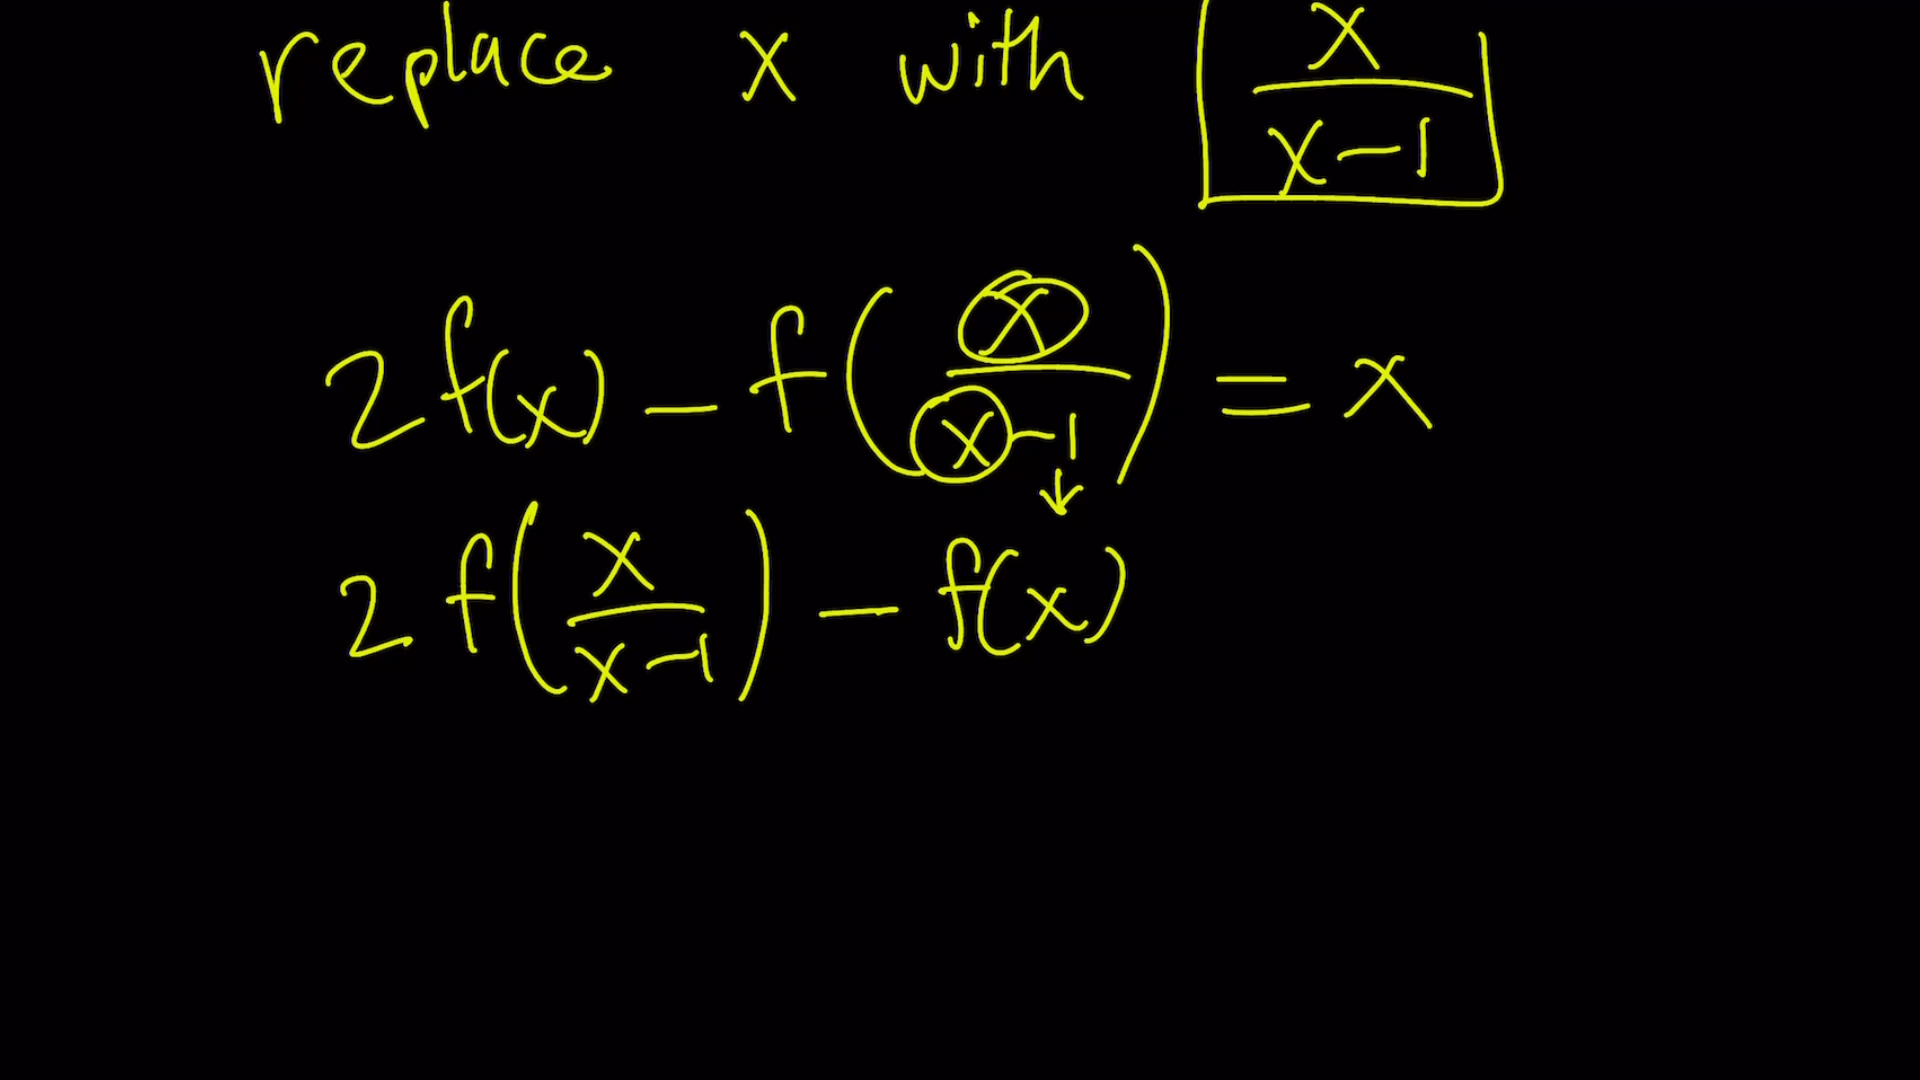 replace x with x/(x-1)
2f(x) - f(x/(x-1)) = x
2f(x/(x-1)) - f(x)